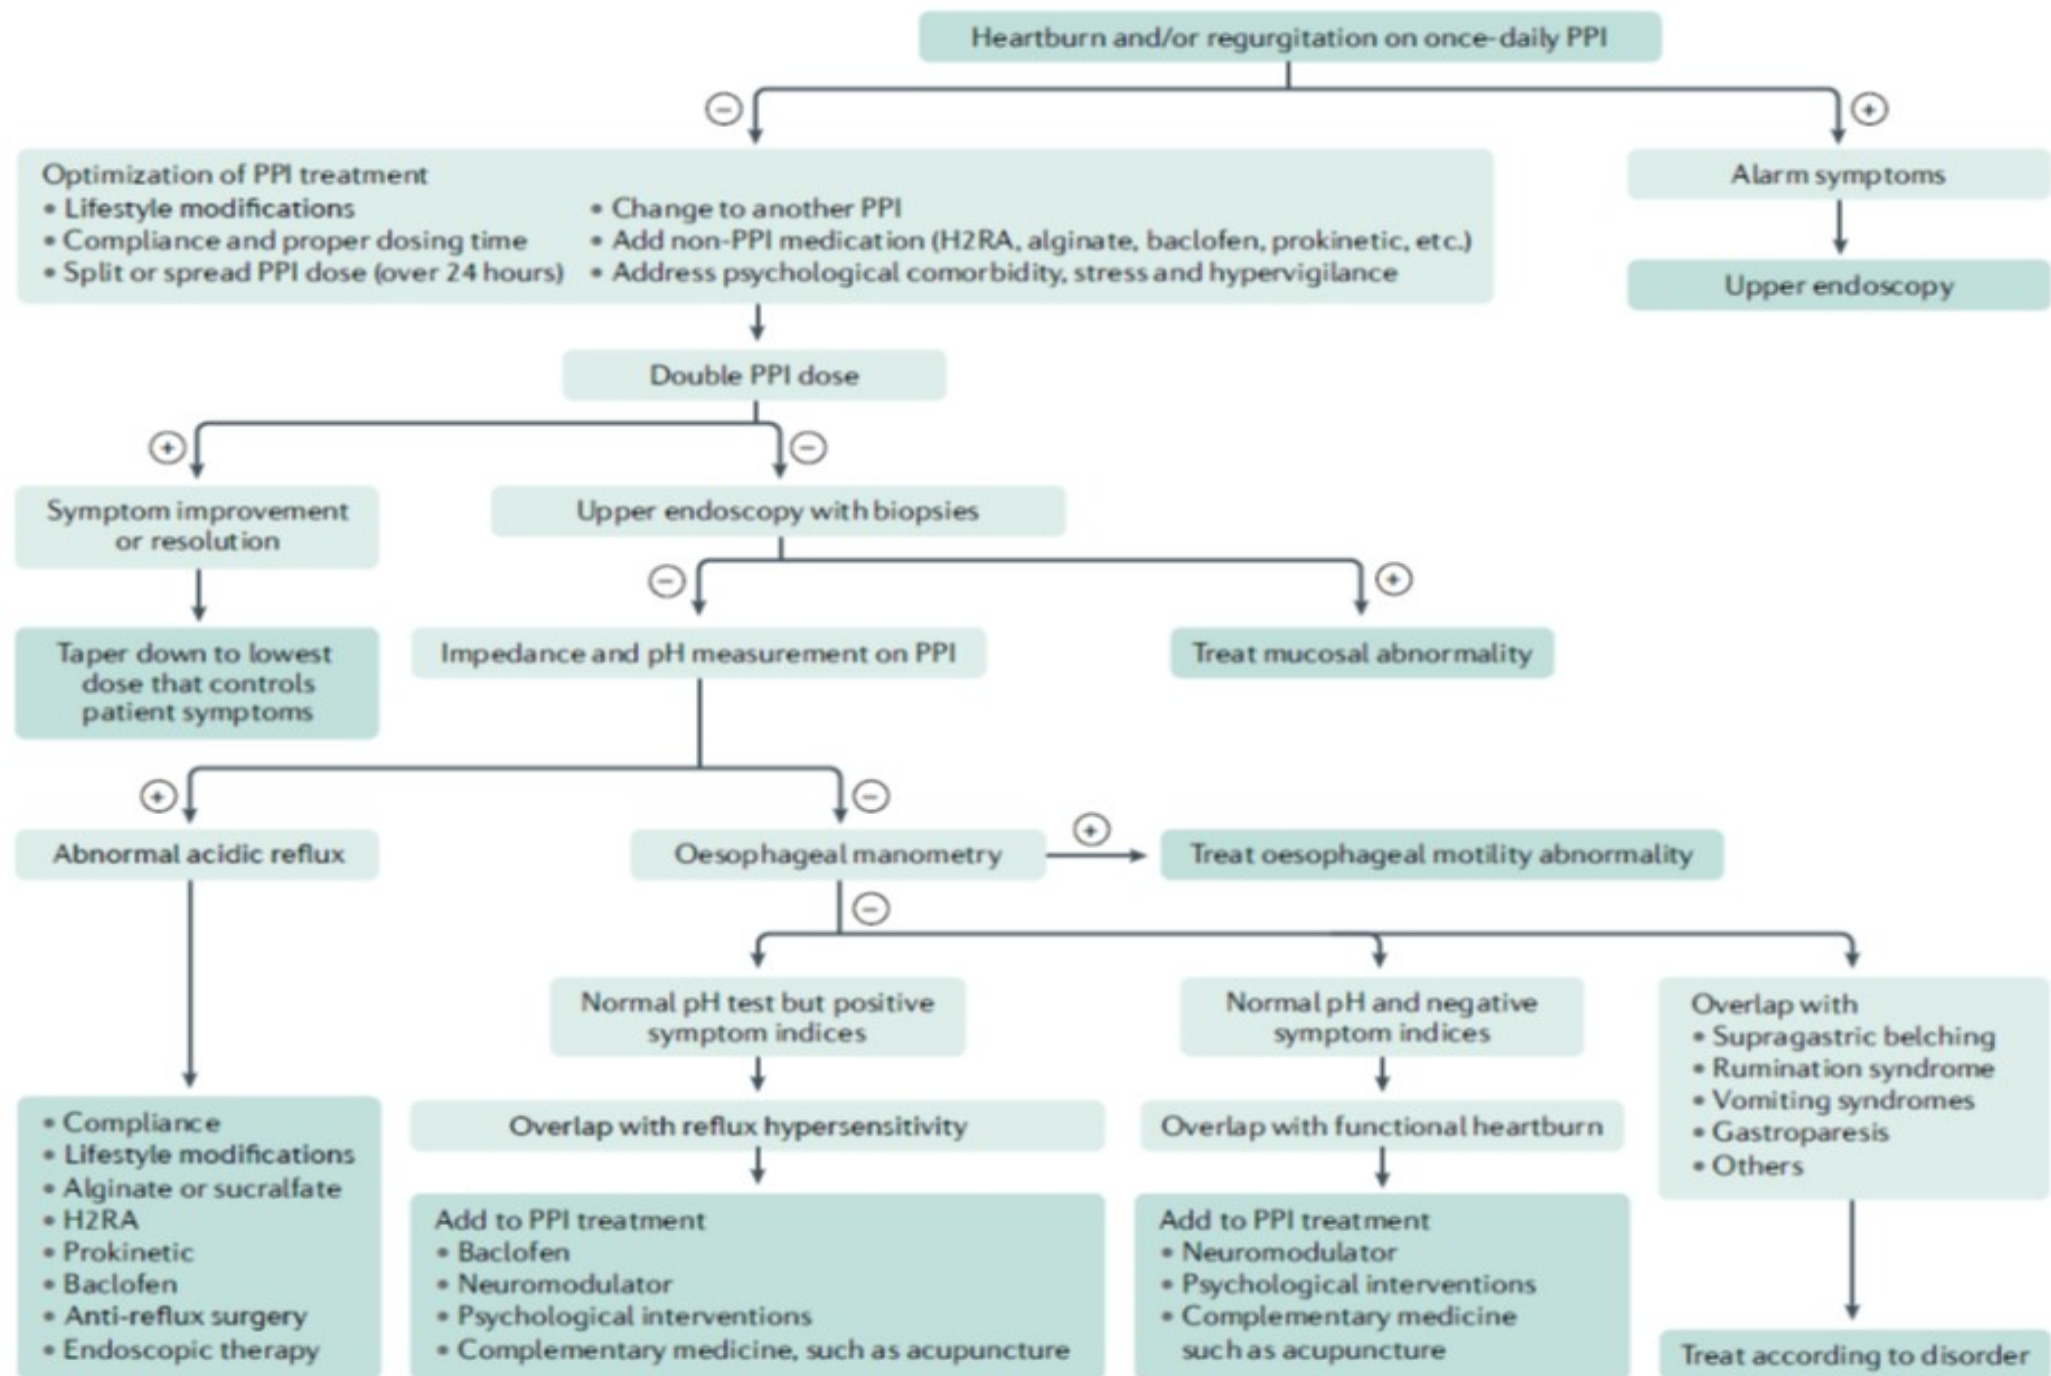 Heartburn and/or regurgitation on once-daily PPI
−
+
Optimization of PPI treatment
• Lifestyle modifications
• Compliance and proper dosing time
• Split or spread PPI dose (over 24 hours)
• Change to another PPI
• Add non-PPI medication (H2RA, alginate, baclofen, prokinetic, etc.)
• Address psychological comorbidity, stress and hypervigilance
Alarm symptoms
Upper endoscopy
Double PPI dose
+
−
Symptom improvement
or resolution
Upper endoscopy with biopsies
−
+
Taper down to lowest
dose that controls
patient symptoms
Impedance and pH measurement on PPI
Treat mucosal abnormality
+
−
Abnormal acidic reflux
Oesophageal manometry
+
Treat oesophageal motility abnormality
−
Normal pH test but positive
symptom indices
Normal pH and negative
symptom indices
Overlap with
• Supragastric belching
• Rumination syndrome
• Vomiting syndromes
• Gastroparesis
• Others
Overlap with reflux hypersensitivity
Overlap with functional heartburn
• Compliance
• Lifestyle modifications
• Alginate or sucralfate
• H2RA
• Prokinetic
• Baclofen
• Anti-reflux surgery
• Endoscopic therapy
Add to PPI treatment
• Baclofen
• Neuromodulator
• Psychological interventions
• Complementary medicine, such as acupuncture
Add to PPI treatment
• Neuromodulator
• Psychological interventions
• Complementary medicine
such as acupuncture
Treat according to disorder